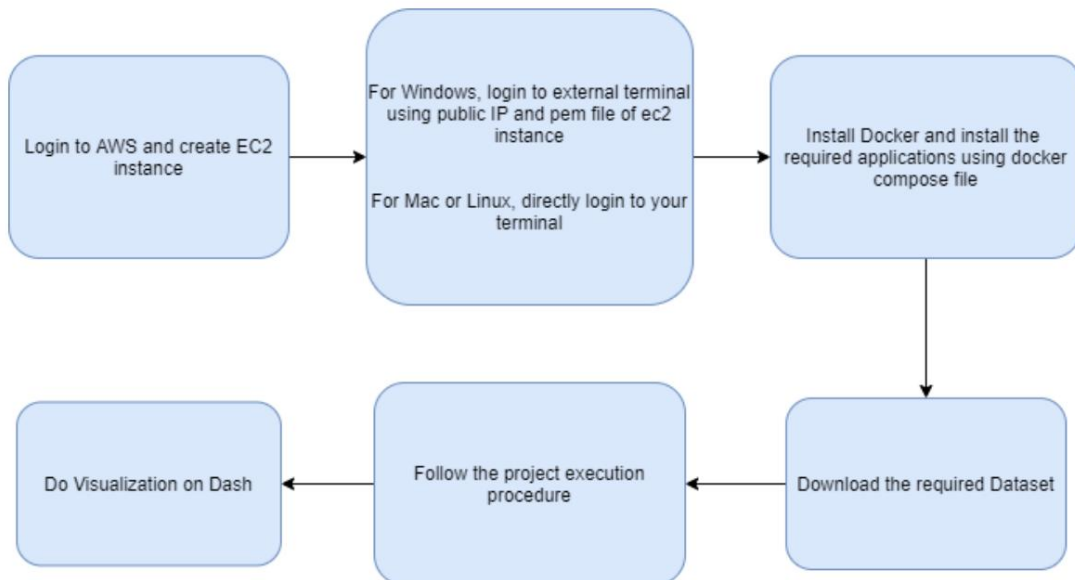 Login to AWS and create EC2
instance
For Windows, login to external terminal
using public IP and pem file of ec2
instance
For Mac or Linux, directly login to your
terminal
Install Docker and install the
required applications using docker
compose file
Download the required Dataset
Follow the project execution
procedure
Do Visualization on Dash